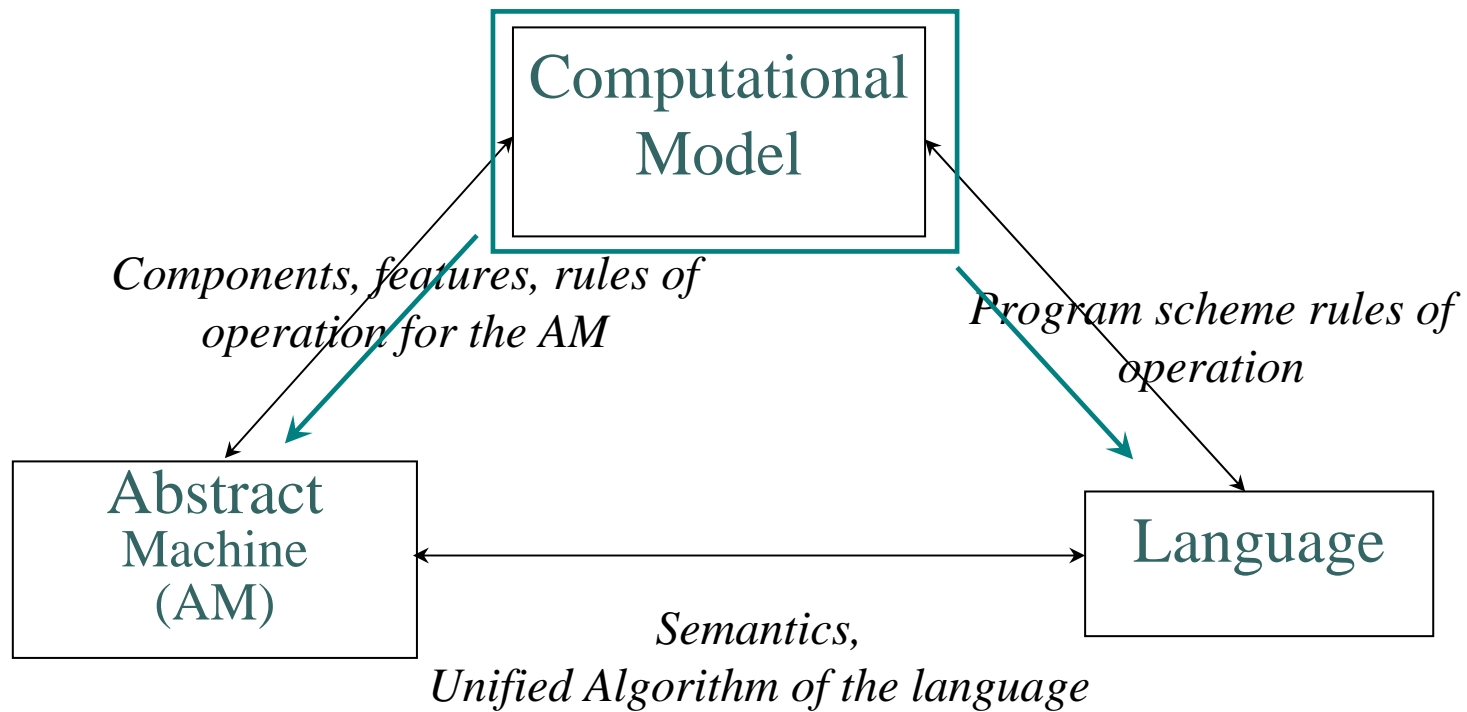 Computational
Model
Components, features, rules of
operation for the AM
Program scheme rules of
operation
Abstract
Machine
(AM)
Language
Semantics,
Unified Algorithm of the language